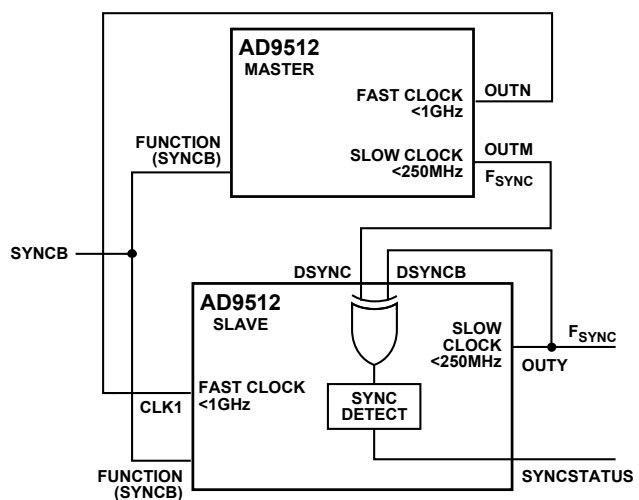 AD9512
MASTER
FAST CLOCK
<1GHz
OUTN
FUNCTION
(SYNCB)
SLOW CLOCK
<250MHz
OUTM
FSYNC
SYNCB
DSYNC
DSYNCB
AD9512
SLAVE
SLOW
CLOCK
<250MHz
FSYNC
OUTY
CLK1
FAST CLOCK
<1GHz
SYNC
DETECT
FUNCTION
(SYNCB)
SYNCSTATUS